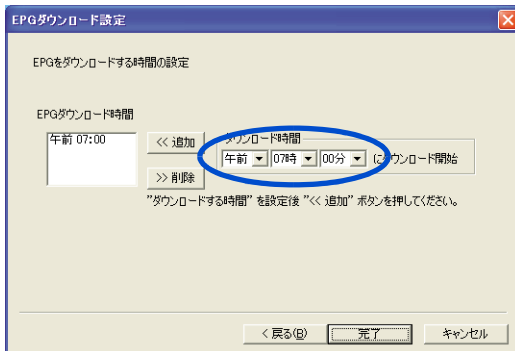 EPGダウンロード設定
EPGをダウンロードする時間の設定
EPGダウンロード時間
午前 07:00
<< 追加
>> 削除
ダウンロード時間
午前 07時 00分 にダウンロード開始
"ダウンロードする時間" を設定後 "<< 追加" ボタンを押してください。
< 戻る(B) 完了 キャンセル